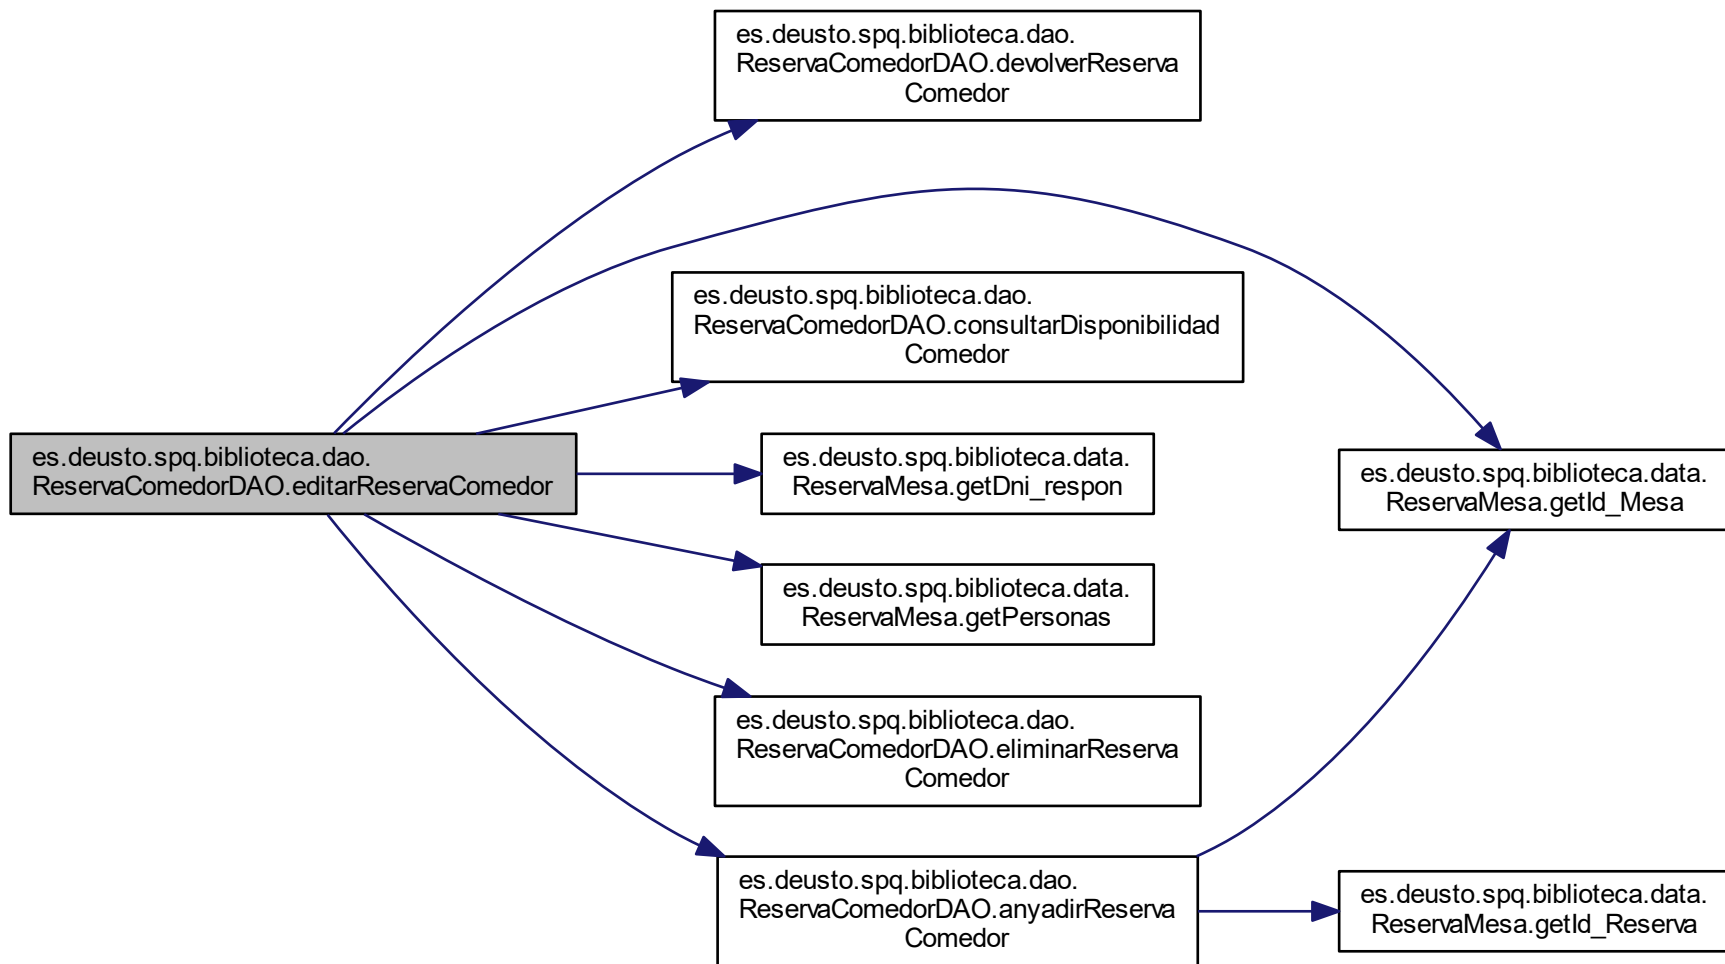 es.deusto.spq.biblioteca.dao.
ReservaComedorDAO.devolverReserva
Comedor
es.deusto.spq.biblioteca.dao.
ReservaComedorDAO.consultarDisponibilidad
Comedor
es.deusto.spq.biblioteca.dao.
ReservaComedorDAO.editarReservaComedor
es.deusto.spq.biblioteca.data.
ReservaMesa.getDni_respon
es.deusto.spq.biblioteca.data.
ReservaMesa.getId_Mesa
es.deusto.spq.biblioteca.data.
ReservaMesa.getPersonas
es.deusto.spq.biblioteca.dao.
ReservaComedorDAO.eliminarReserva
Comedor
es.deusto.spq.biblioteca.dao.
ReservaComedorDAO.anyadirReserva
Comedor
es.deusto.spq.biblioteca.data.
ReservaMesa.getId_Reserva